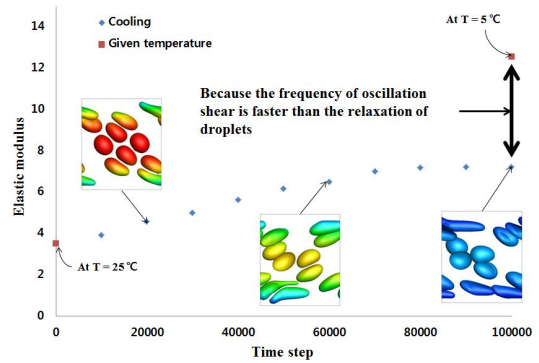 Cooling
Given temperature
At T = 5℃
Because the frequency of oscillation
shear is faster than the relaxation of
droplets
At T = 25℃
Elastic modulus
14
12
10
8
6
4
2
0
0 20000 40000 60000 80000 100000
Time step